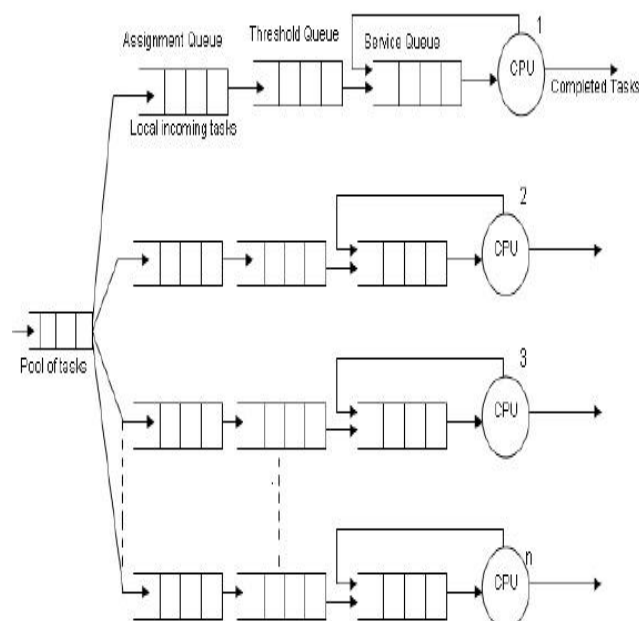 Assignment Queue
Threshold Queue
Service Queue
1
CPU
Completed Tasks
Local incoming tasks
2
CPU
Pool of tasks
3
CPU
n
CPU